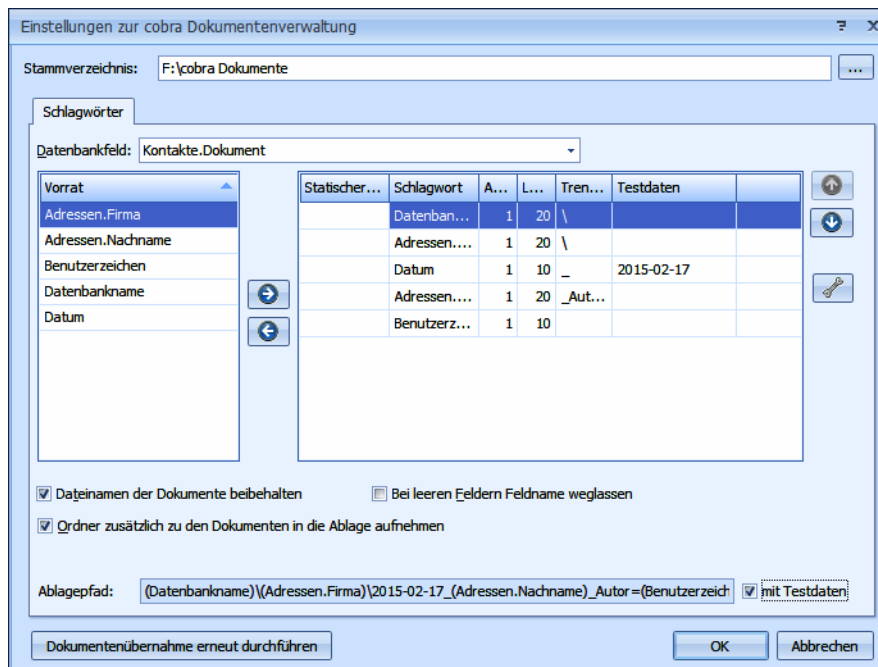 Einstellungen zur cobra Dokumentenverwaltung
Stammverzeichnis: F:\cobra Dokumente ...
Schlagwörter
Datenbankfeld: Kontakte.Dokument
Vorrat
Adressen.Firma
Adressen.Nachname
Benutzerzeichen
Datenbankname
Datum
Statischer... Schlagwort A... L... Tren... Testdaten
Datenban... 1 20 \
Adressen.... 1 20 \
Datum 1 10 _ 2015-02-17
Adressen.... 1 20 _Aut...
Benutzerz... 1 10
Dateinamen der Dokumente beibehalten Bei leeren Feldern Feldname weglassen
Ordner zusätzlich zu den Dokumenten in die Ablage aufnehmen
Ablagepfad: (Datenbankname)\(Adressen.Firma)\2015-02-17_(Adressen.Nachname)_Autor=(Benutzerzeich mit Testdaten
Dokumentenübernahme erneut durchführen OK Abbrechen